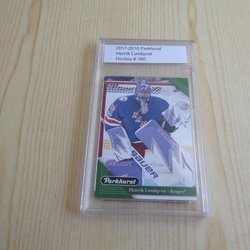 2017-2018 Parkhurst
Henrik Lundqvist
Hockey # 160
BAUER
Parkhurst
Henrik Lundqvist - Rangers